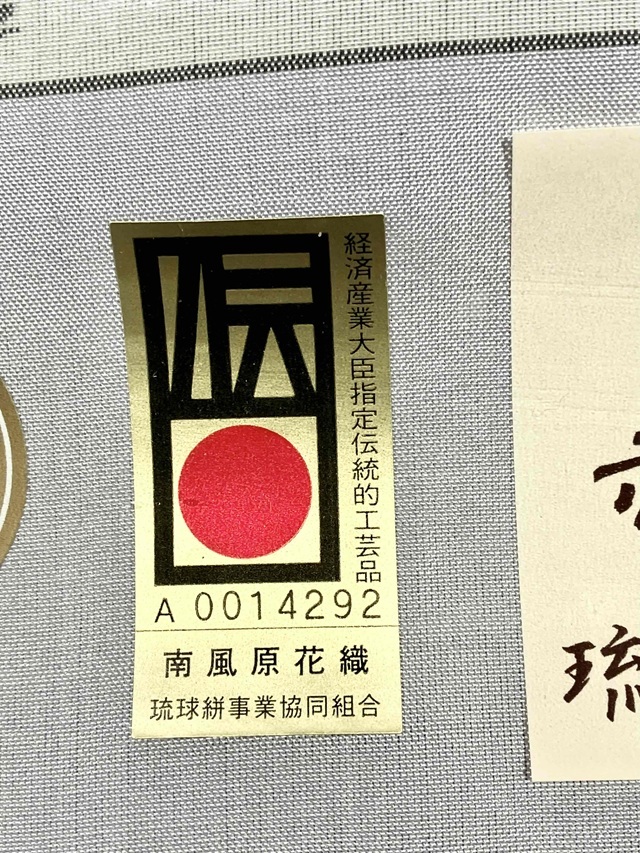 経済産業大臣指定伝統的工芸品
A 0014292
南風原花織
琉球絣事業協同組合
琉